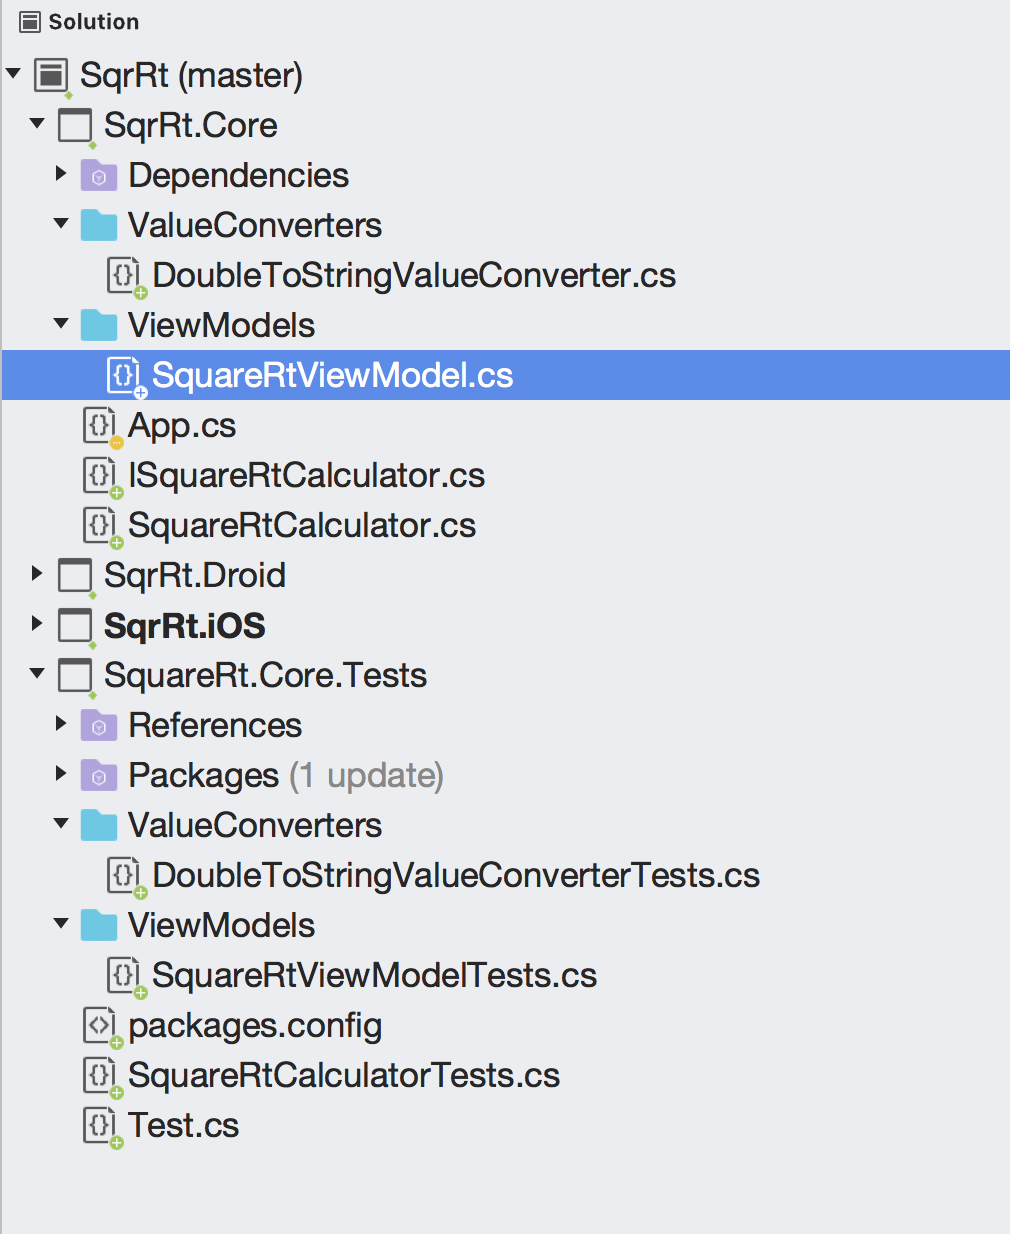 Solution
SqrRt (master)
SqrRt.Core
Dependencies
ValueConverters
DoubleToStringValueConverter.cs
ViewModels
SquareRtViewModel.cs
App.cs
ISquareRtCalculator.cs
SquareRtCalculator.cs
SqrRt.Droid
SqrRt.iOS
SquareRt.Core.Tests
References
Packages (1 update)
ValueConverters
DoubleToStringValueConverterTests.cs
ViewModels
SquareRtViewModelTests.cs
packages.config
SquareRtCalculatorTests.cs
Test.cs